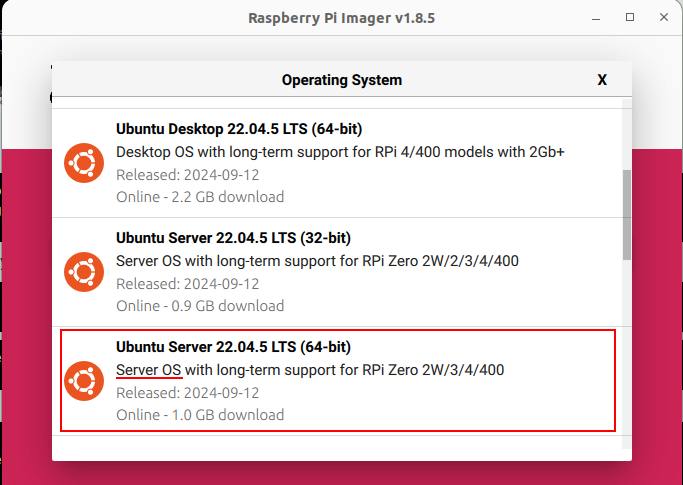 Raspberry Pi Imager v1.8.5
Operating System
X
Ubuntu Desktop 22.04.5 LTS (64-bit)
Desktop OS with long-term support for RPi 4/400 models with 2Gb+
Released: 2024-09-12
Online - 2.2 GB download
Ubuntu Server 22.04.5 LTS (32-bit)
Server OS with long-term support for RPi Zero 2W/2/3/4/400
Released: 2024-09-12
Online - 0.9 GB download
Ubuntu Server 22.04.5 LTS (64-bit)
Server OS with long-term support for RPi Zero 2W/3/4/400
Released: 2024-09-12
Online - 1.0 GB download